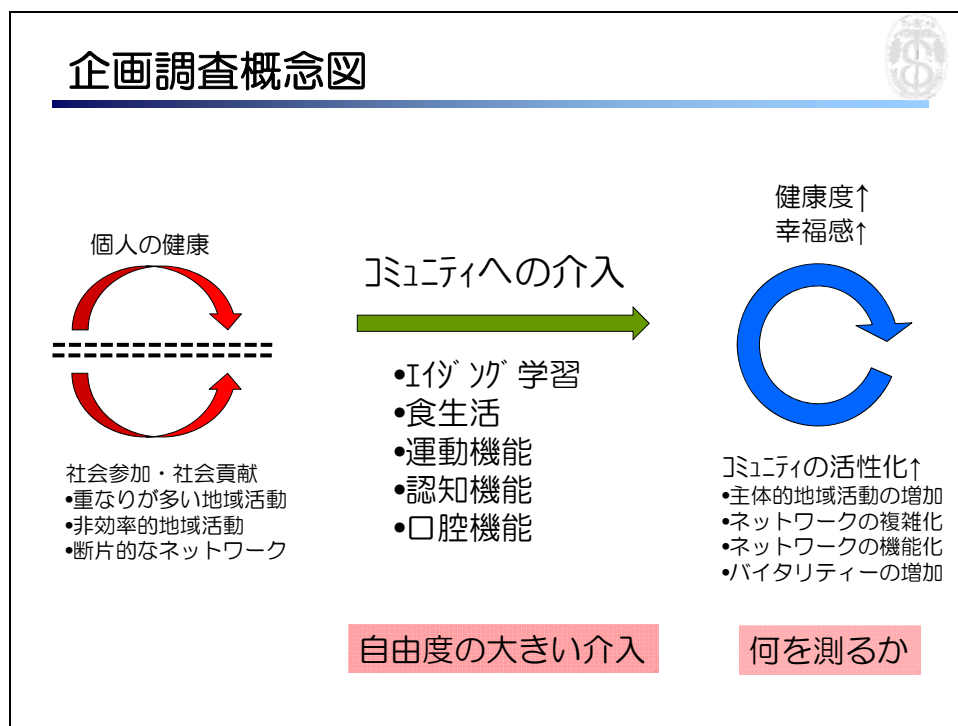 企画調査概念図
個人の健康
社会参加・社会貢献
•重なりが多い地域活動
•非効率的地域活動
•断片的なネットワーク
ｺﾐｭﾆﾃｨへの介入
•ｴｲｼﾞﾝｸﾞ学習
•食生活
•運動機能
•認知機能
•口腔機能
自由度の大きい介入
健康度↑
幸福感↑
ｺﾐｭﾆﾃｨの活性化↑
•主体的地域活動の増加
•ネットワークの複雑化
•ネットワークの機能化
•バイタリティーの増加
何を測るか